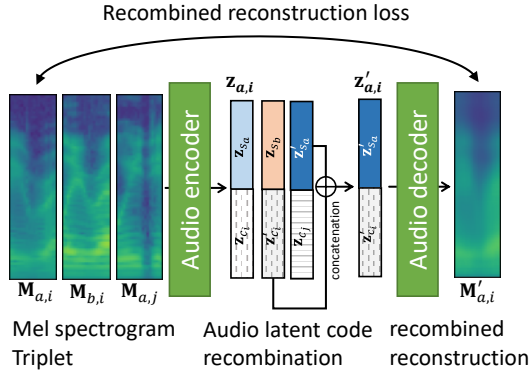 Recombined reconstruction loss
z_{a,i}
z'_{a,i}
Audio encoder
z_{s_a}
z_{s_b}
z'_{s_a}
z_{c_i}
z'_{c_i}
z_{c_j}
concatenation
z'_{s_a}
z'_{c_i}
Audio decoder
M_{a,i}
M_{b,i}
M_{a,j}
M'_{a,i}
Mel spectrogram
Triplet
Audio latent code
recombination
recombined
reconstruction